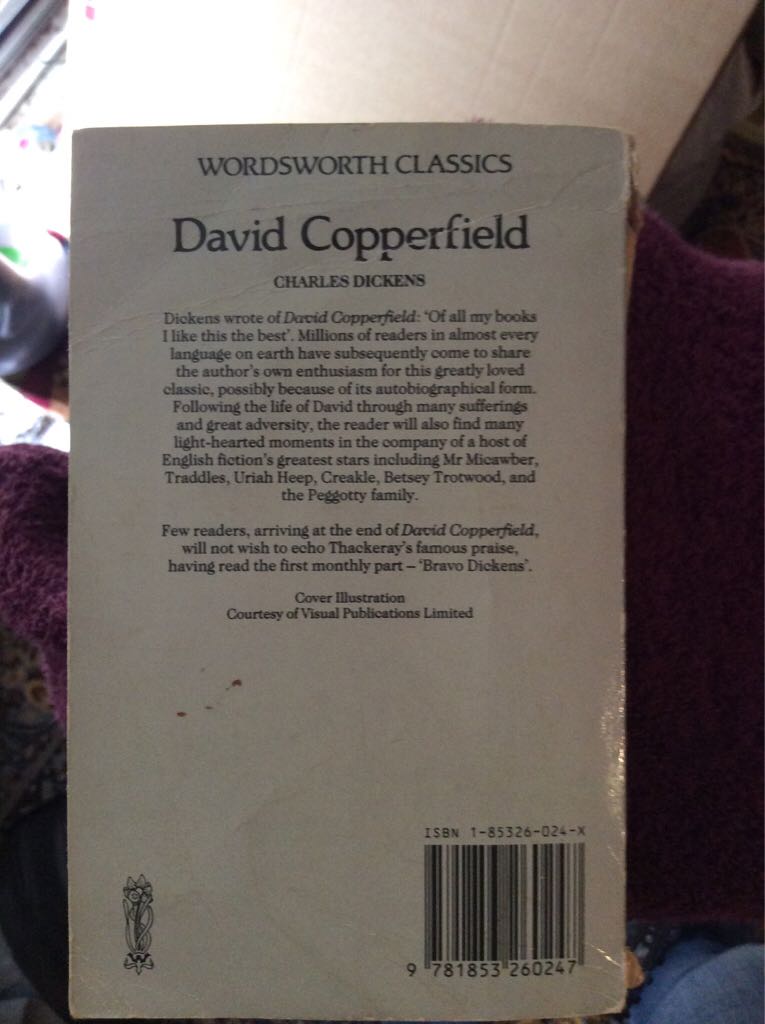 WORDSWORTH CLASSICS
David Copperfield
CHARLES DICKENS
Dickens wrote of David Copperfield: 'Of all my books
I like this the best'. Millions of readers in almost every
language on earth have subsequently come to share
the author's own enthusiasm for this greatly loved
classic, possibly because of its autobiographical form.
Following the life of David through many sufferings
and great adversity, the reader will also find many
light-hearted moments in the company of a host of
English fiction's greatest stars including Mr Micawber,
Traddles, Uriah Heep, Creakle, Betsey Trotwood, and
the Peggotty family.
Few readers, arriving at the end of David Copperfield,
will not wish to echo Thackeray's famous praise,
having read the first monthly part – 'Bravo Dickens'.
Cover Illustration
Courtesy of Visual Publications Limited
ISBN 1-85326-024-X
9 781853 260247
W